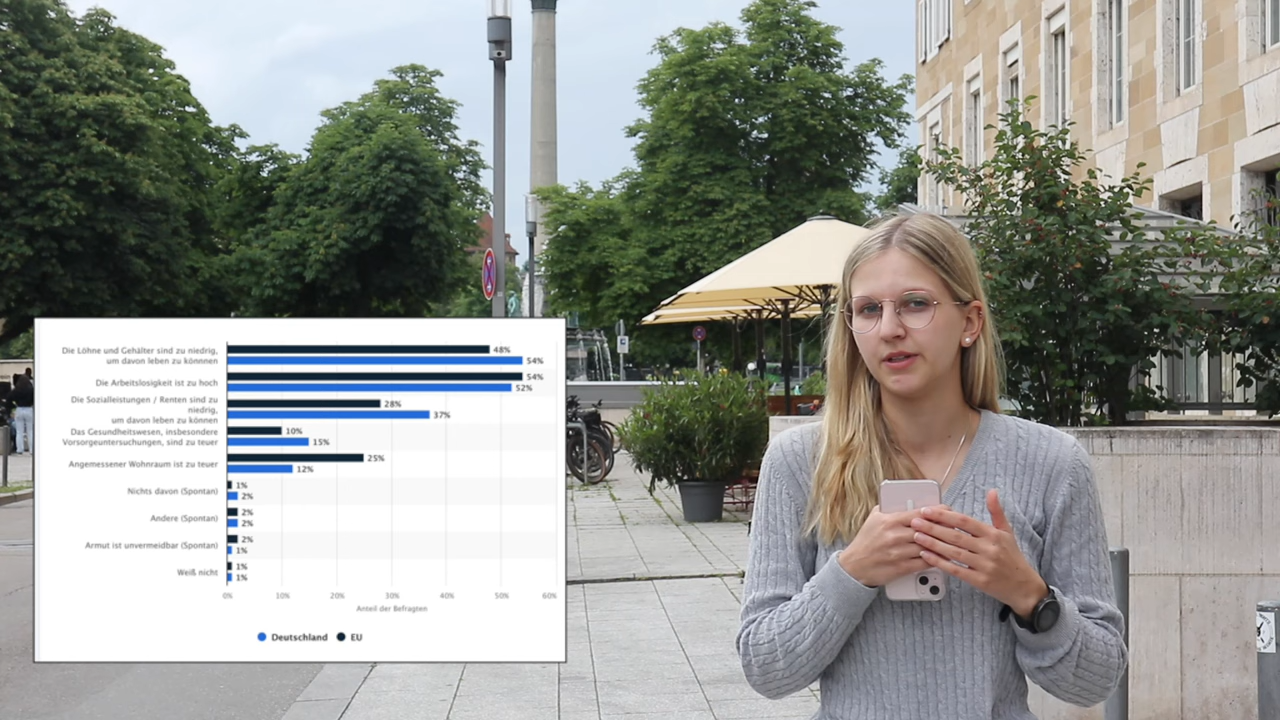 Die Löhne und Gehälter sind zu niedrig,
um davon leben zu könnnen
48%
54%
Die Arbeitslosigkeit ist zu hoch
54%
52%
Die Sozialleistungen / Renten sind zu
niedrig,
um davon leben zu können
28%
37%
Das Gesundheitswesen, insbesondere
Vorsorgeuntersuchungen, sind zu teuer
10%
15%
Angemessener Wohnraum ist zu teuer
25%
12%
Nichts davon (Spontan)
1%
2%
Andere (Spontan)
2%
2%
Armut ist unvermeidbar (Spontan)
2%
1%
Weiß nicht
1%
1%
0% 10% 20% 30% 40% 50% 60%
Anteil der Befragten
Deutschland EU